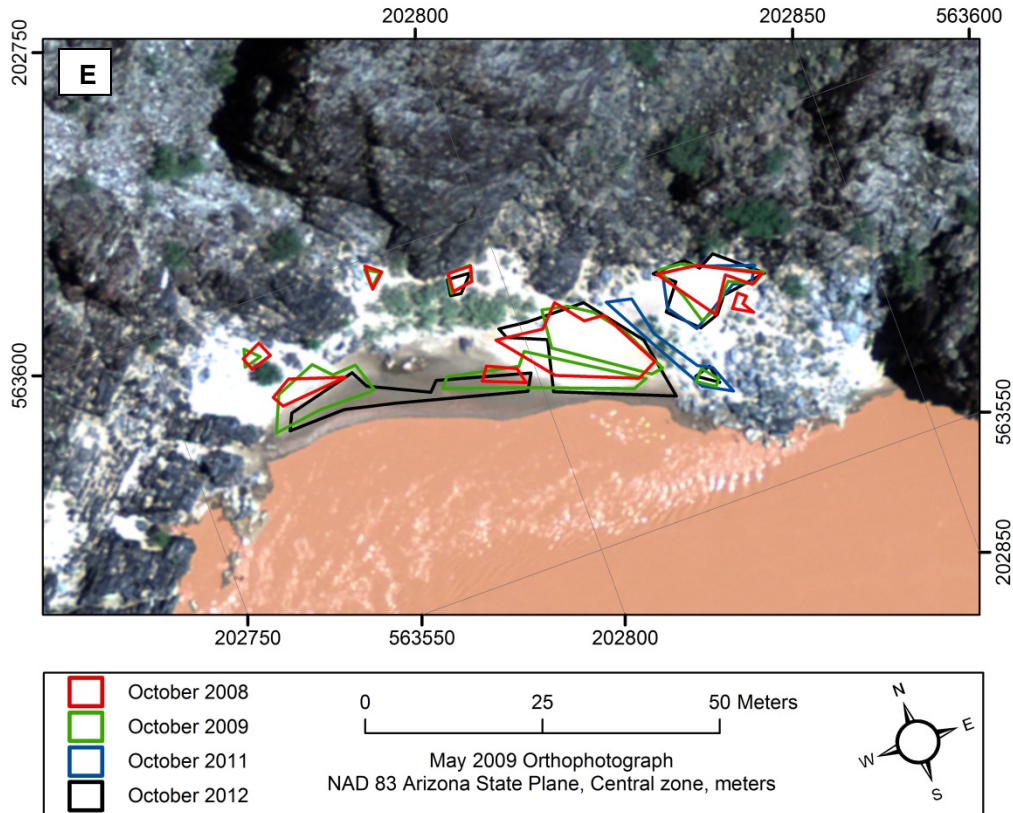 202800
202850
563600
202750
E
563600
563550
202850
202750
563550
202800
October 2008
October 2009
October 2011
October 2012
0
25
50 Meters
May 2009 Orthophotograph
NAD 83 Arizona State Plane, Central zone, meters
N
E
W
S